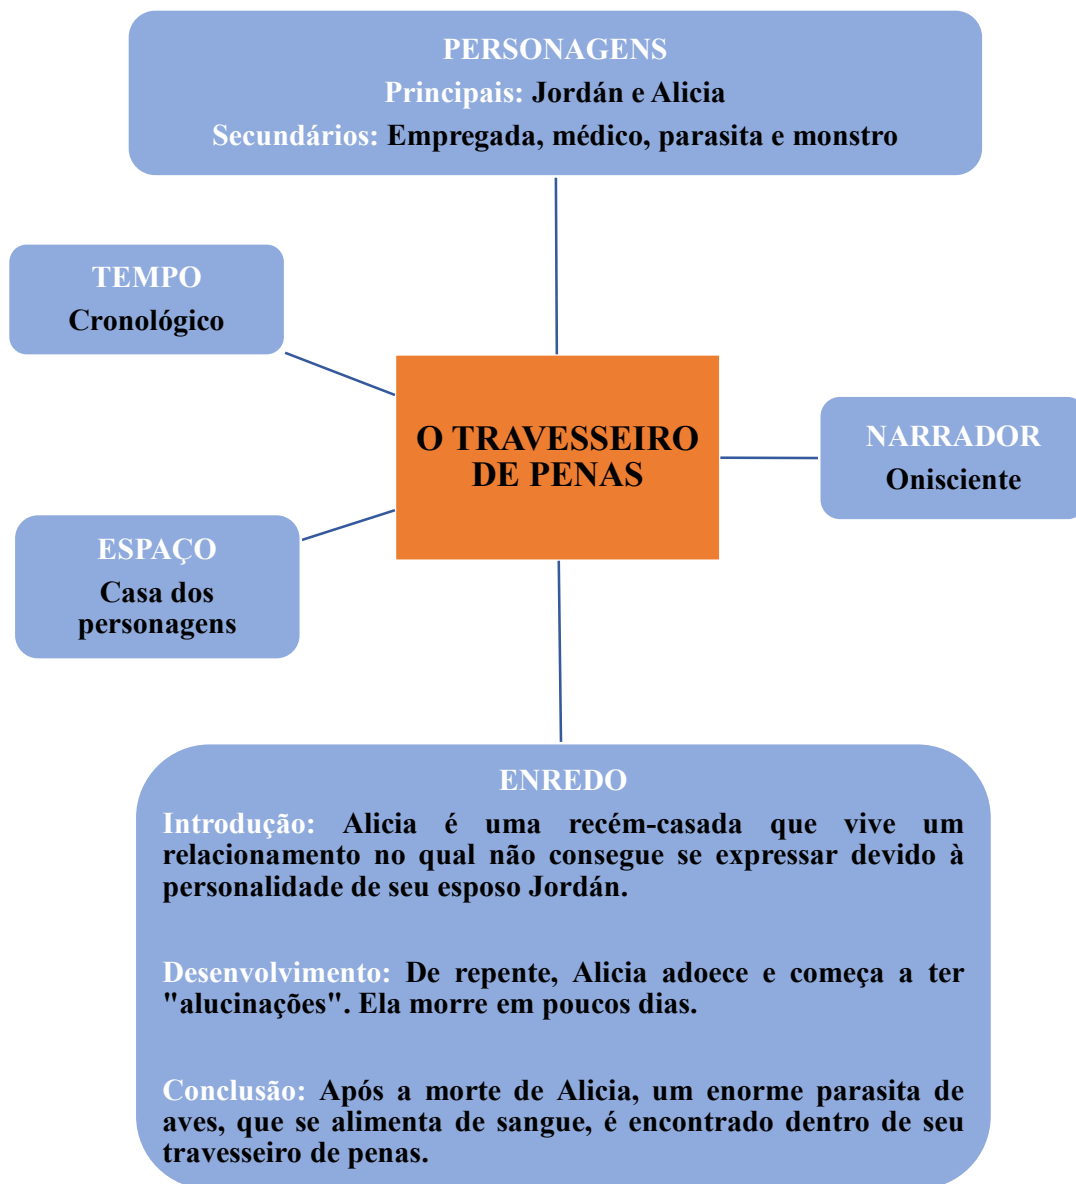 PERSONAGENS
Principais: Jordán e Alicia
Secundários: Empregada, médico, parasita e monstro
TEMPO
Cronológico
O TRAVESSEIRO
DE PENAS
NARRADOR
Onisciente
ESPAÇO
Casa dos
personagens
ENREDO
Introdução: Alicia é uma recém-casada que vive um
relacionamento no qual não consegue se expressar devido à
personalidade de seu esposo Jordán.
Desenvolvimento: De repente, Alicia adoece e começa a ter
"alucinações". Ela morre em poucos dias.
Conclusão: Após a morte de Alicia, um enorme parasita de
aves, que se alimenta de sangue, é encontrado dentro de seu
travesseiro de penas.